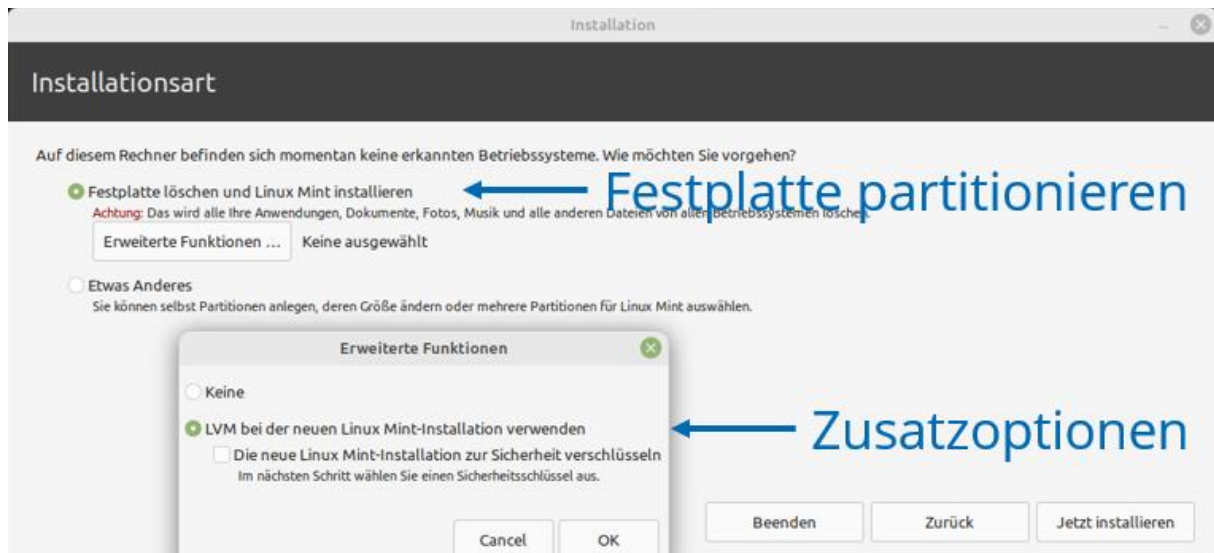 Installation
Installationsart
Auf diesem Rechner befinden sich momentan keine erkannten Betriebssysteme. Wie möchten Sie vorgehen?
Festplatte löschen und Linux Mint installieren
Festplatte partitionieren
Achtung: Das wird alle Ihre Anwendungen, Dokumente, Fotos, Musik und alle anderen Dateien von allen Betriebssystemen löschen.
Erweiterte Funktionen ... Keine ausgewählt
Etwas Anderes
Sie können selbst Partitionen anlegen, deren Größe ändern oder mehrere Partitionen für Linux Mint auswählen.
Erweiterte Funktionen
Keine
LVM bei der neuen Linux Mint-Installation verwenden
Zusatzoptionen
Die neue Linux Mint-Installation zur Sicherheit verschlüsseln
Im nächsten Schritt wählen Sie einen Sicherheitsschlüssel aus.
Cancel OK
Beenden Zurück Jetzt installieren